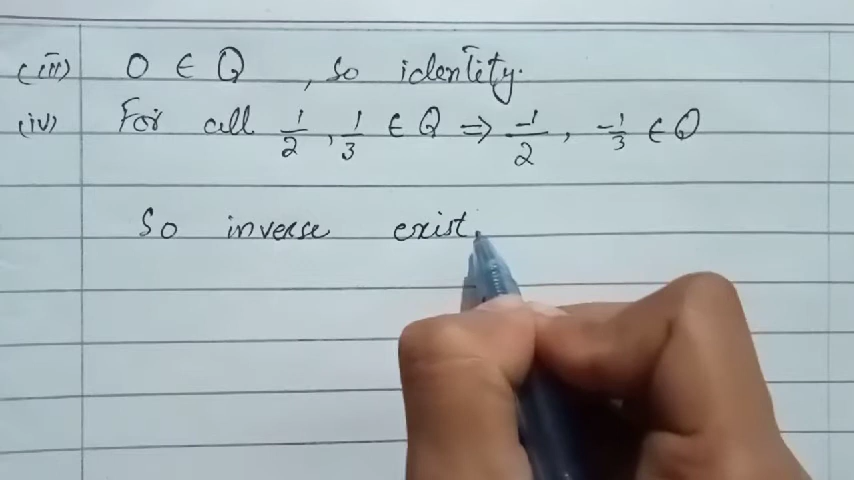 (iii) 0 ∈ Q , so identity.
(iv) For all 1/2 , 1/3 ∈ Q ⇒ -1/2 , -1/3 ∈ Q
So inverse exist.